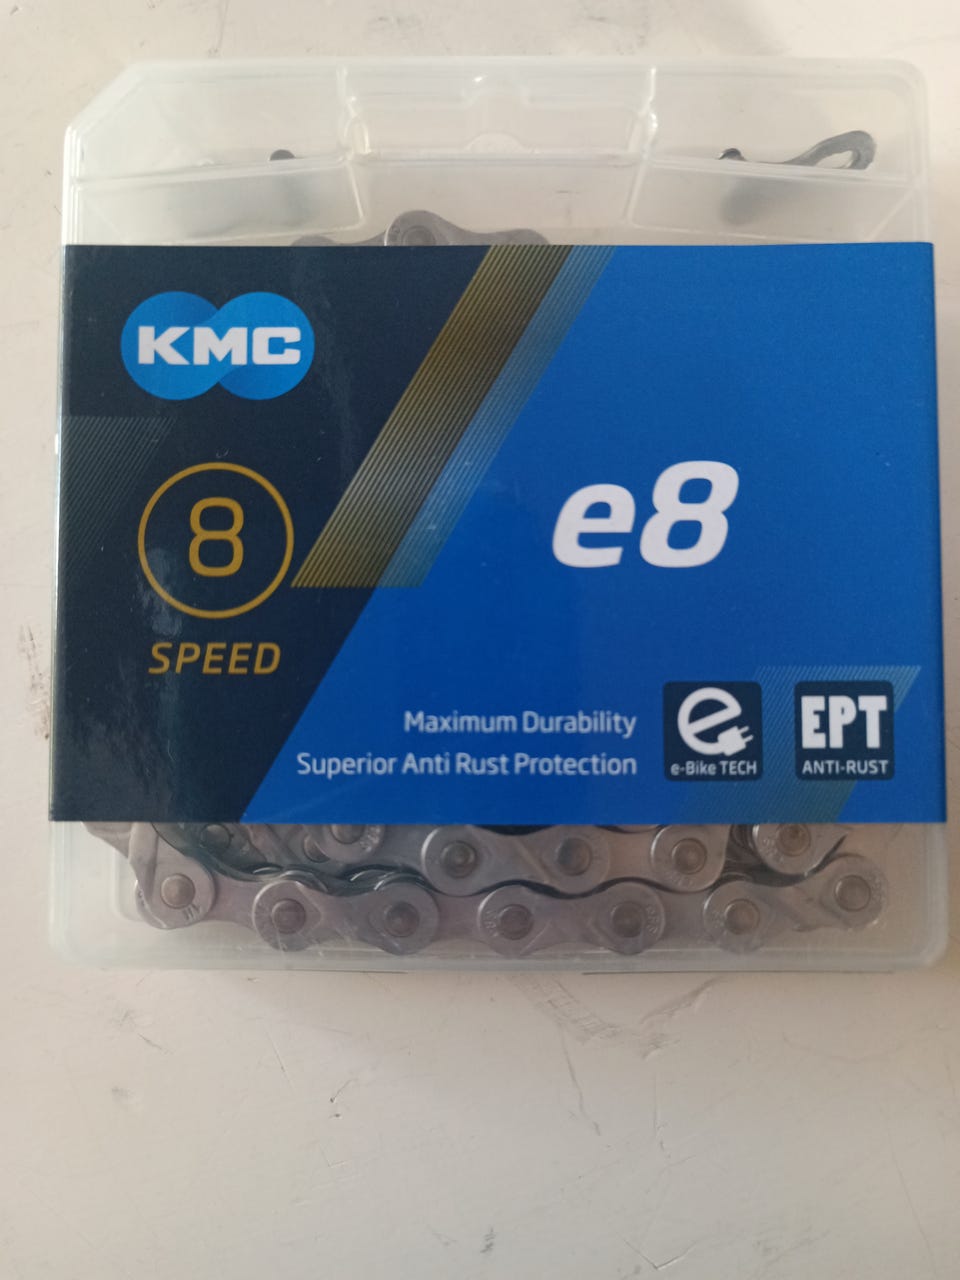 KMC
8
SPEED
e8
Maximum Durability
Superior Anti Rust Protection
e-Bike TECH
EPT
ANTI-RUST